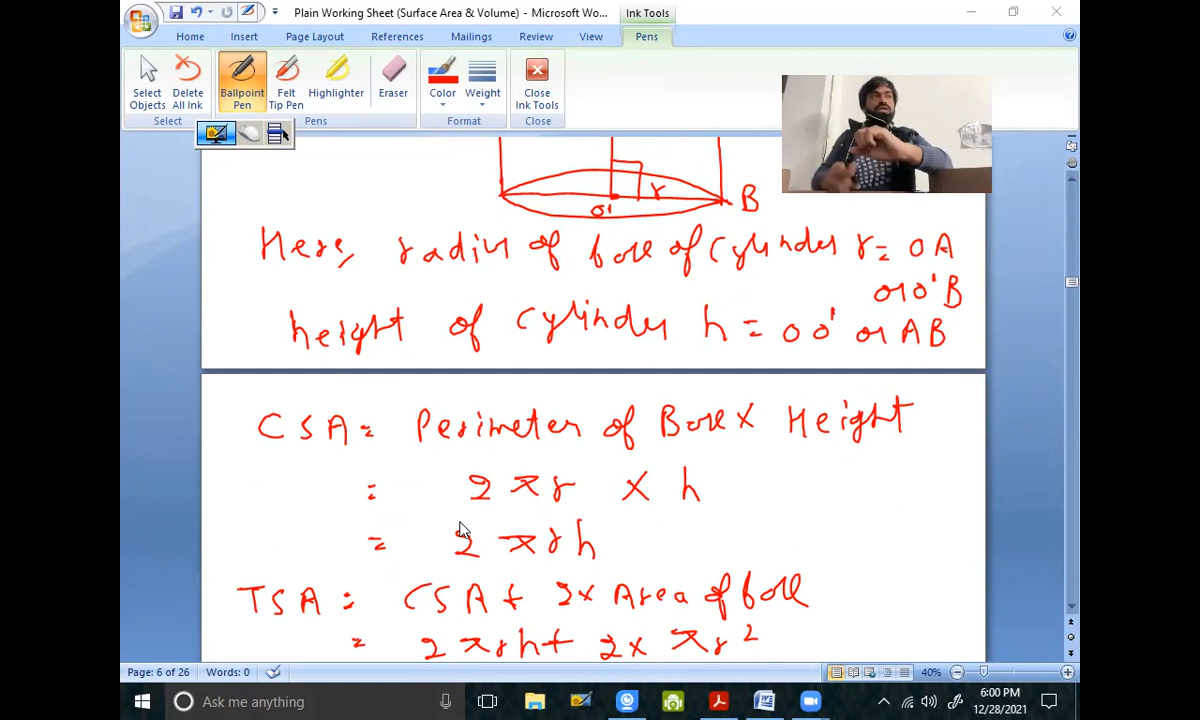 Plain Working Sheet (Surface Area & Volume) - Microsoft Wo...
Ink Tools
Home Insert Page Layout References Mailings Review View Pens
Select Objects
Delete All Ink
Ballpoint Pen
Felt Tip Pen
Highlighter
Eraser
Color
Weight
Close Ink Tools
Select Pens Format Close
r
O' B
Here, radius of base of cylinder r = OA
or O'B
height of cylinder h = OO' or AB
CSA = Perimeter of Base x Height
= 2πr x h
= 2πrh
TSA = CSA + 2x Area of base
= 2πrh + 2x πr²
Page: 6 of 26 Words: 0 40%
Ask me anything
6:00 PM
12/28/2021